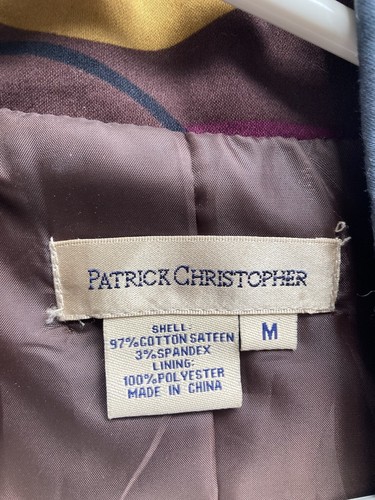 PATRICK CHRISTOPHER
SHELL:
97% COTTON SATEEN
3% SPANDEX
LINING:
100% POLYESTER
MADE IN CHINA
M